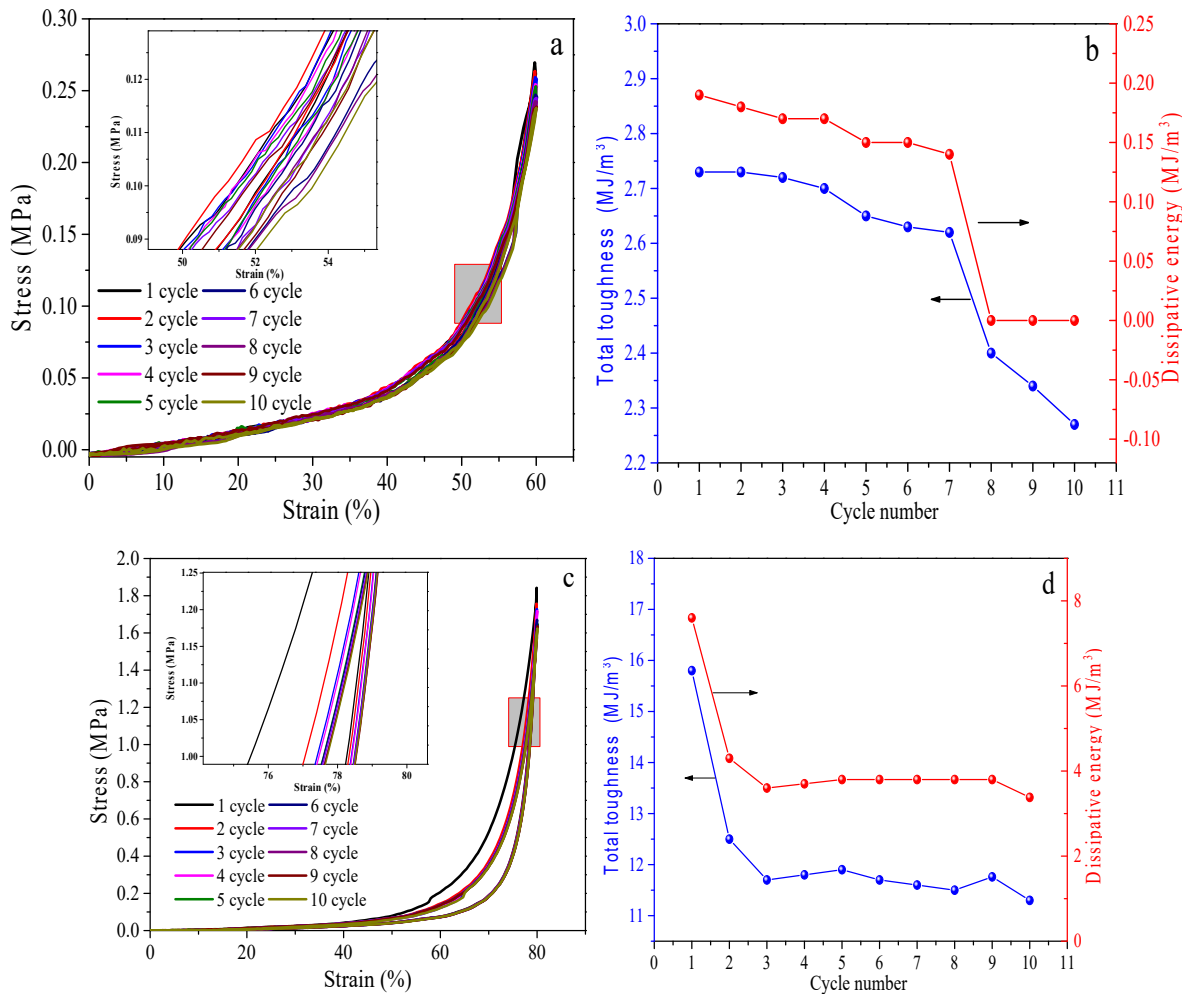 a
0.30
0.25
0.20
0.15
0.10
0.05
0.00
Stress (MPa)
0 10 20 30 40 50 60
Strain (%)
0.12
0.11
0.10
0.09
Stress (MPa)
50 52 54
Strain (%)
1 cycle 6 cycle
2 cycle 7 cycle
3 cycle 8 cycle
4 cycle 9 cycle
5 cycle 10 cycle
b
3.0
2.9
2.8
2.7
2.6
2.5
2.4
2.3
2.2
Total toughness (MJ/m³)
0.25
0.20
0.15
0.10
0.05
0.00
-0.05
-0.10
Dissipative energy (MJ/m³)
0 1 2 3 4 5 6 7 8 9 10 11
Cycle number
c
2.0
1.8
1.6
1.4
1.2
1.0
0.8
0.6
0.4
0.2
0.0
Stress (MPa)
0 20 40 60 80
Strain (%)
1.25
1.20
1.15
1.10
1.05
1.00
Stress (MPa)
76 78 80
Strain (%)
1 cycle 6 cycle
2 cycle 7 cycle
3 cycle 8 cycle
4 cycle 9 cycle
5 cycle 10 cycle
d
18
17
16
15
14
13
12
11
Total toughness (MJ/m³)
8
6
4
2
0
Dissipative energy (MJ/m³)
0 1 2 3 4 5 6 7 8 9 10 11
Cycle number